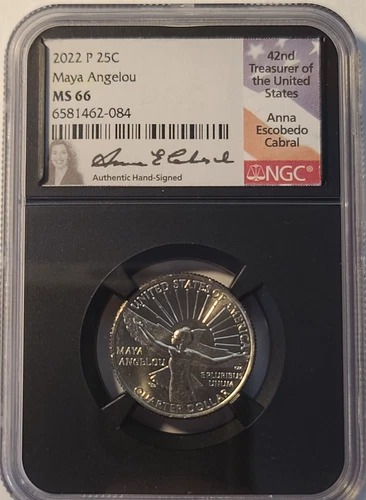 2022 P 25C
Maya Angelou
MS 66
6581462-084
Authentic Hand-Signed
42nd
Treasurer of
the United
States
Anna
Escobedo
Cabral
NGC®
UNITED STATES OF AMERICA
MAYA
ANGELOU
E PLURIBUS
UNUM
QUARTER DOLLAR